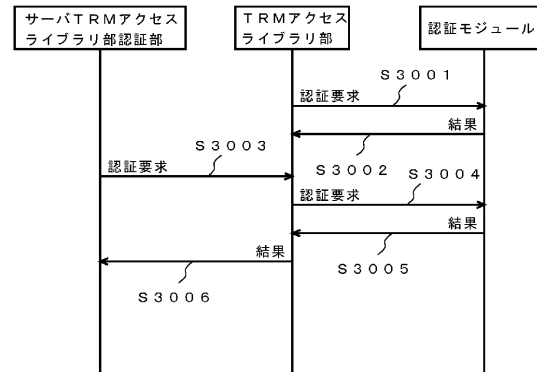 サーバＴＲＭアクセス
ライブラリ部認証部
ＴＲＭアクセス
ライブラリ部
認証モジュール
Ｓ３００１
認証要求
結果
Ｓ３００２
Ｓ３００３
認証要求
Ｓ３００４
認証要求
結果
Ｓ３００５
結果
Ｓ３００６